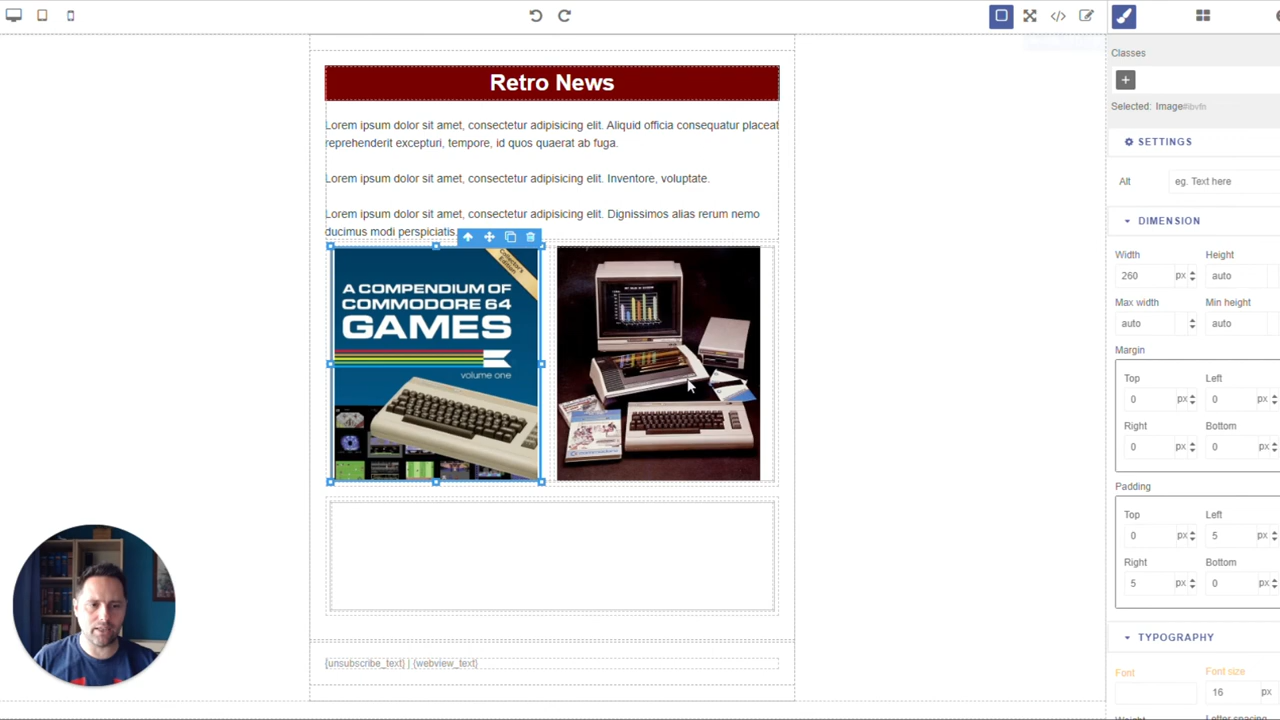 Retro News
Lorem ipsum dolor sit amet, consectetur adipisicing elit. Aliquid officia consequatur placeat
reprehenderit excepturi, tempore, id quos quaerat ab fuga.
Lorem ipsum dolor sit amet, consectetur adipisicing elit. Inventore, voluptate.
Lorem ipsum dolor sit amet, consectetur adipisicing elit. Dignissimos alias rerum nemo
ducimus modi perspiciatis.
Collector's
Edition
A COMPENDIUM OF
COMMODORE 64
GAMES
volume one
{unsubscribe_text} | {webview_text}
Classes
+
Selected: Image#ibvfn
SETTINGS
Alt
eg. Text here
DIMENSION
Width
Height
260 px
auto
Max width
Min height
auto
auto
Margin
Top
Left
0 px
0 px
Right
Bottom
0 px
0 px
Padding
Top
Left
0 px
5 px
Right
Bottom
5 px
0 px
TYPOGRAPHY
Font
Font size
16 px